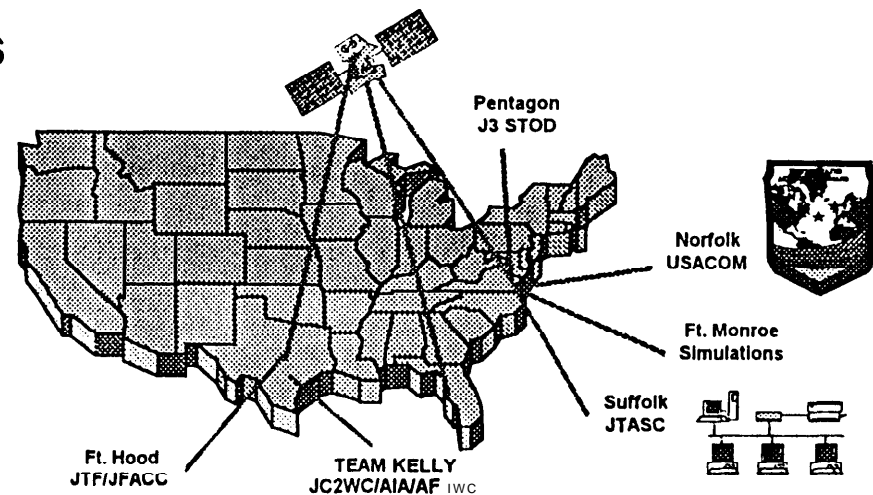 S
Pentagon
J3 STOD
Norfolk
USACOM
Ft. Monroe
Simulations
Suffolk
JTASC
Ft. Hood
JTF/JFACC
TEAM KELLY
JC2WC/AIA/AF IWC